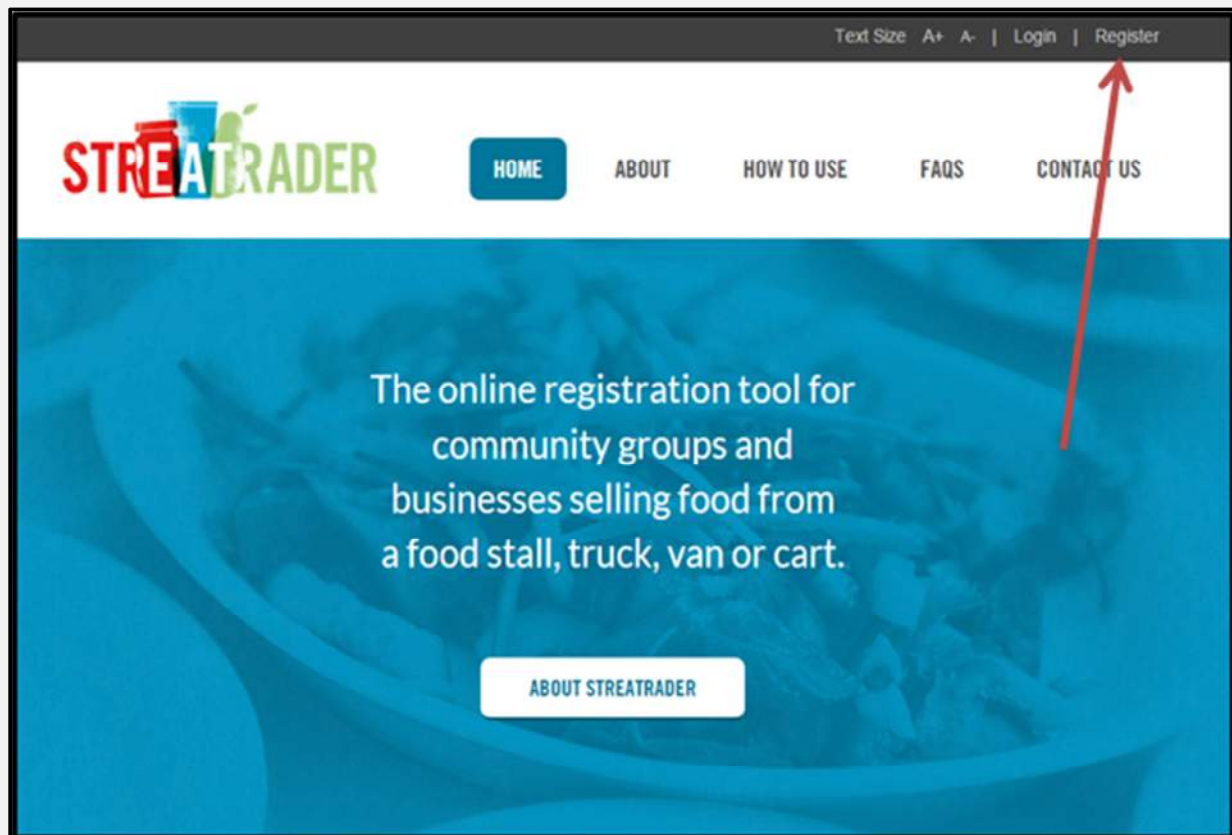 Text Size A+ A- | Login | Register
STREATRADER
HOME ABOUT HOW TO USE FAQS CONTACT US
The online registration tool for
community groups and
businesses selling food from
a food stall, truck, van or cart.
ABOUT STREATRADER